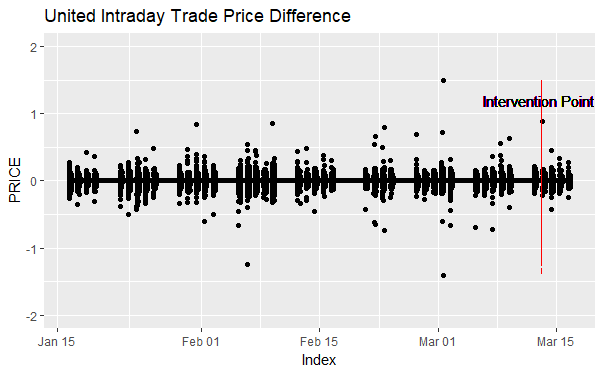 United Intraday Trade Price Difference
2
1
0
-1
-2
PRICE
Intervention Point
Jan 15
Feb 01
Feb 15
Mar 01
Mar 15
Index